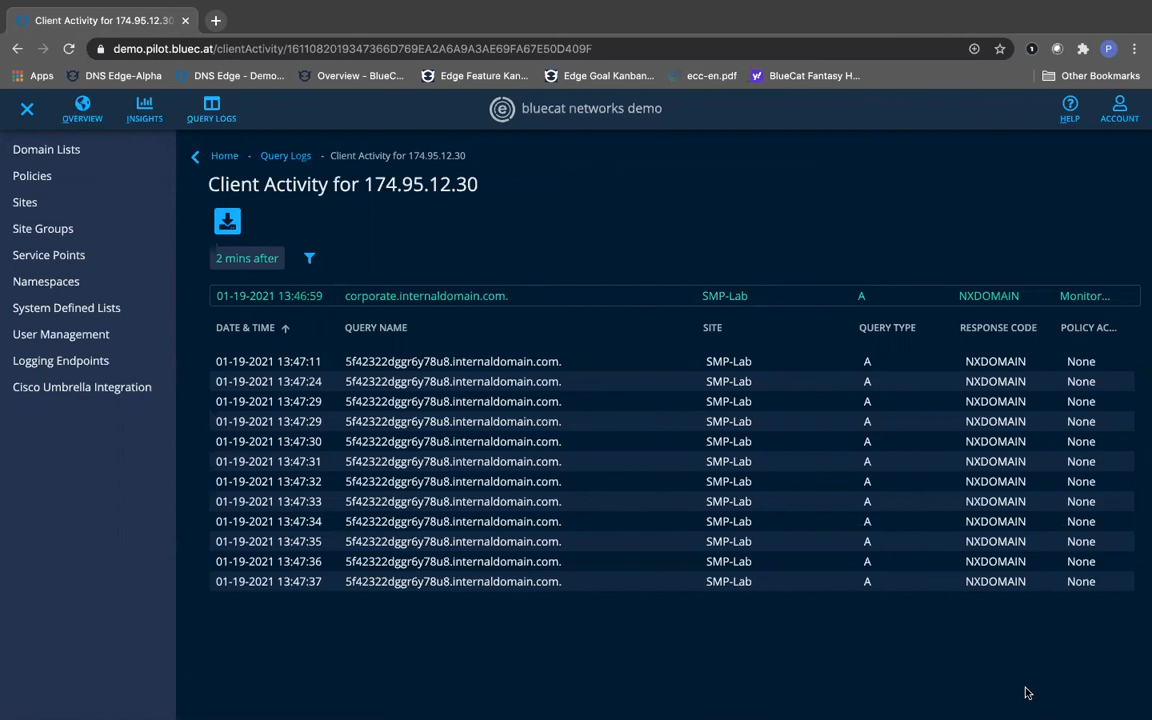 Client Activity for 174.95.12.30
demo.pilot.bluec.at/clientActivity/1611082019347366D769EA2A6A9A3AE69FA67E50D409F
P
Apps DNS Edge-Alpha DNS Edge - Demo... Overview - BlueC... Edge Feature Kan... Edge Goal Kanban... ecc-en.pdf BlueCat Fantasy H... Other Bookmarks
OVERVIEW INSIGHTS QUERY LOGS bluecat networks demo HELP ACCOUNT
Domain Lists
Policies
Sites
Site Groups
Service Points
Namespaces
System Defined Lists
User Management
Logging Endpoints
Cisco Umbrella Integration
Home - Query Logs - Client Activity for 174.95.12.30
Client Activity for 174.95.12.30
2 mins after
01-19-2021 13:46:59 corporate.internaldomain.com. SMP-Lab A NXDOMAIN Monitor...
DATE & TIME QUERY NAME SITE QUERY TYPE RESPONSE CODE POLICY AC...
01-19-2021 13:47:11 5f42322dggr6y78u8.internaldomain.com. SMP-Lab A NXDOMAIN None
01-19-2021 13:47:24 5f42322dggr6y78u8.internaldomain.com. SMP-Lab A NXDOMAIN None
01-19-2021 13:47:29 5f42322dggr6y78u8.internaldomain.com. SMP-Lab A NXDOMAIN None
01-19-2021 13:47:29 5f42322dggr6y78u8.internaldomain.com. SMP-Lab A NXDOMAIN None
01-19-2021 13:47:30 5f42322dggr6y78u8.internaldomain.com. SMP-Lab A NXDOMAIN None
01-19-2021 13:47:31 5f42322dggr6y78u8.internaldomain.com. SMP-Lab A NXDOMAIN None
01-19-2021 13:47:32 5f42322dggr6y78u8.internaldomain.com. SMP-Lab A NXDOMAIN None
01-19-2021 13:47:33 5f42322dggr6y78u8.internaldomain.com. SMP-Lab A NXDOMAIN None
01-19-2021 13:47:34 5f42322dggr6y78u8.internaldomain.com. SMP-Lab A NXDOMAIN None
01-19-2021 13:47:35 5f42322dggr6y78u8.internaldomain.com. SMP-Lab A NXDOMAIN None
01-19-2021 13:47:36 5f42322dggr6y78u8.internaldomain.com. SMP-Lab A NXDOMAIN None
01-19-2021 13:47:37 5f42322dggr6y78u8.internaldomain.com. SMP-Lab A NXDOMAIN None